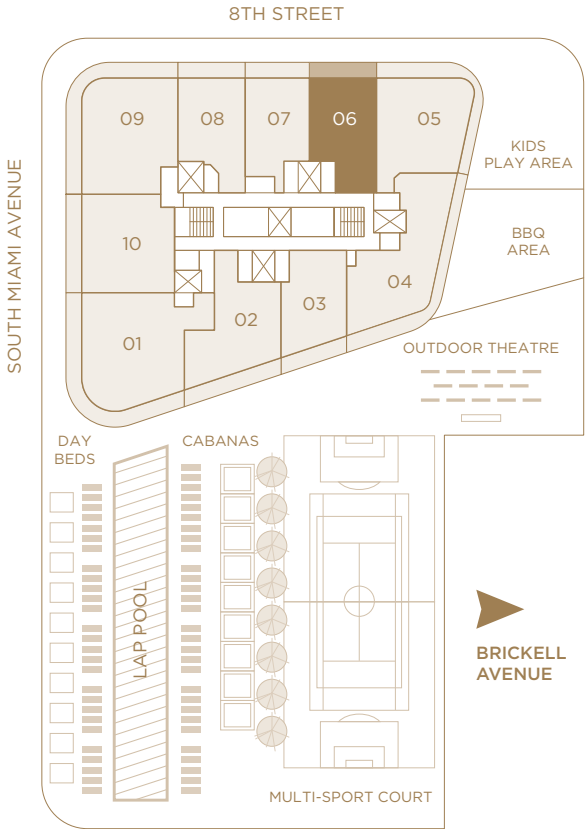 8TH STREET
09
08
07
06
05
KIDS
PLAY AREA
SOUTH MIAMI AVENUE
10
BBQ
AREA
04
03
02
01
OUTDOOR THEATRE
DAY
BEDS
CABANAS
LAP POOL
BRICKELL
AVENUE
MULTI-SPORT COURT